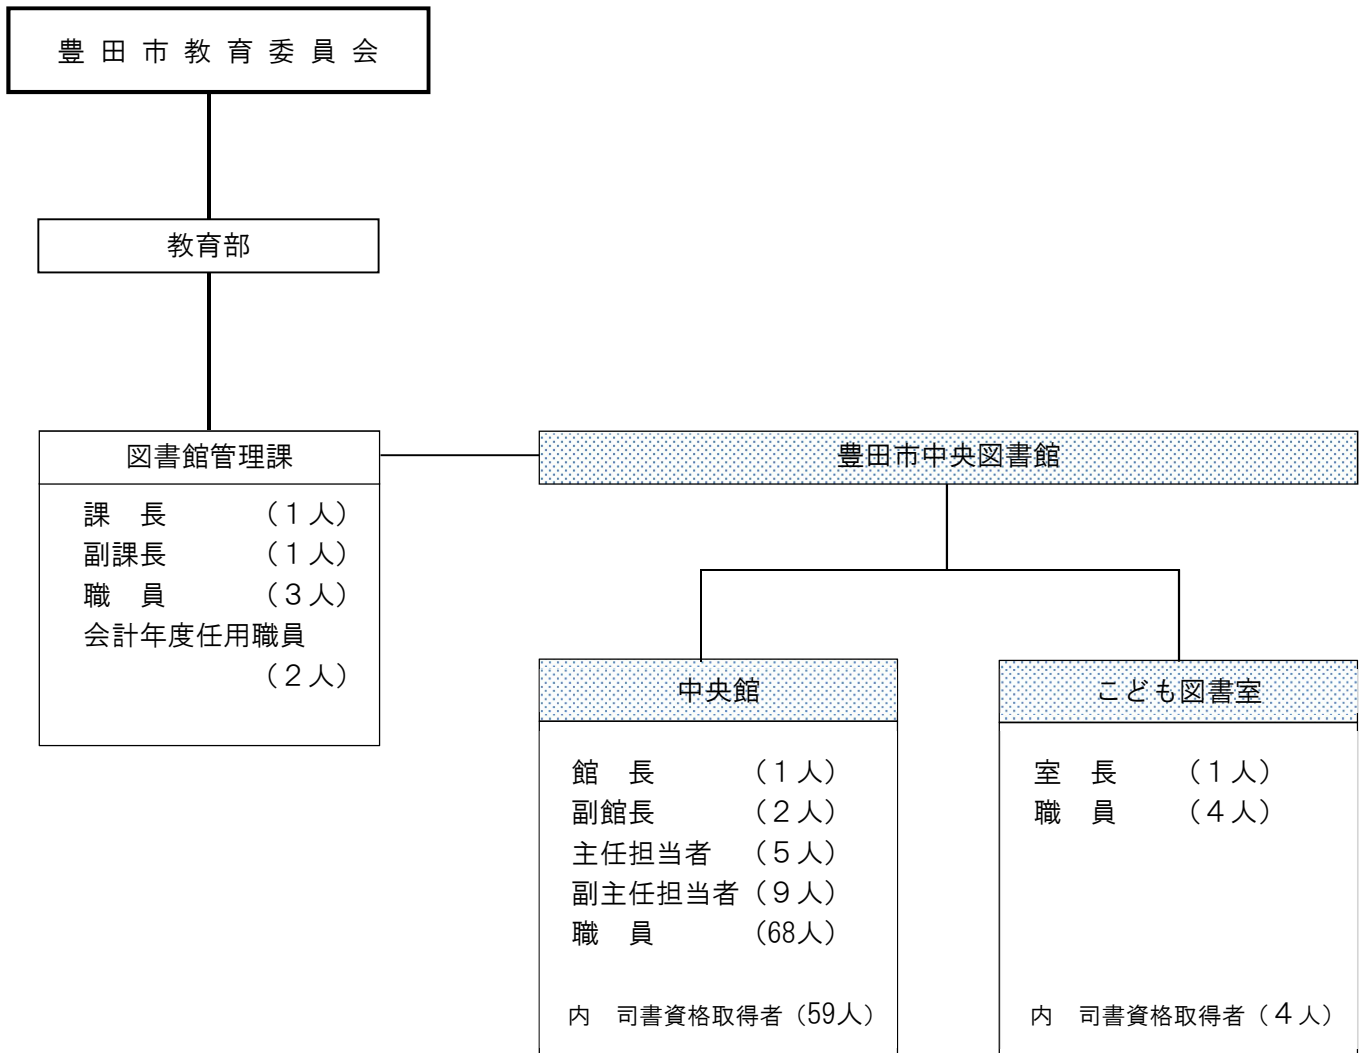 豊田市教育委員会
教育部
図書館管理課
課　長　（１人）
副課長　（１人）
職　員　（３人）
会計年度任用職員
（２人）
豊田市中央図書館
中央館
館　長　（１人）
副館長　（２人）
主任担当者　（５人）
副主任担当者（９人）
職　員　（68人）
内　司書資格取得者（59人）
こども図書室
室　長　（１人）
職　員　（４人）
内　司書資格取得者（４人）